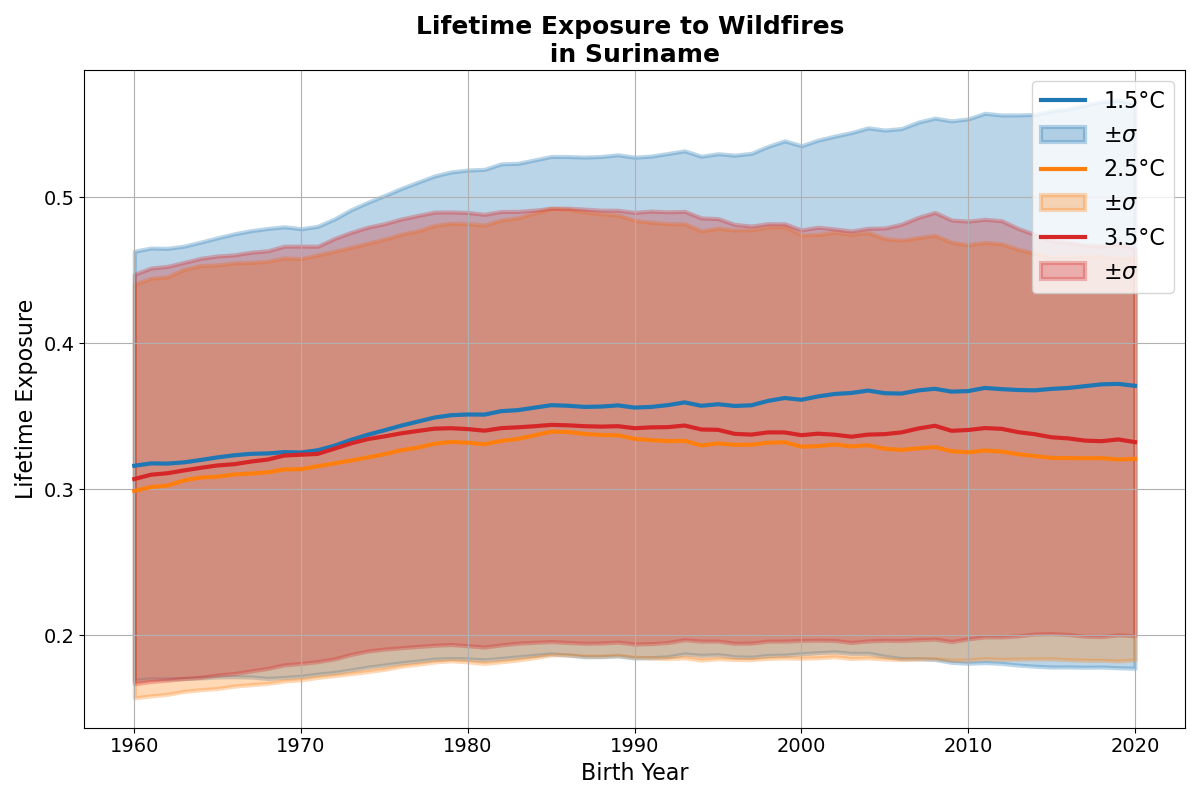 Lifetime Exposure to Wildfires
in Suriname
1.5°C
±σ
2.5°C
±σ
3.5°C
±σ
Lifetime Exposure
0.5
0.4
0.3
0.2
1960 1970 1980 1990 2000 2010 2020
Birth Year